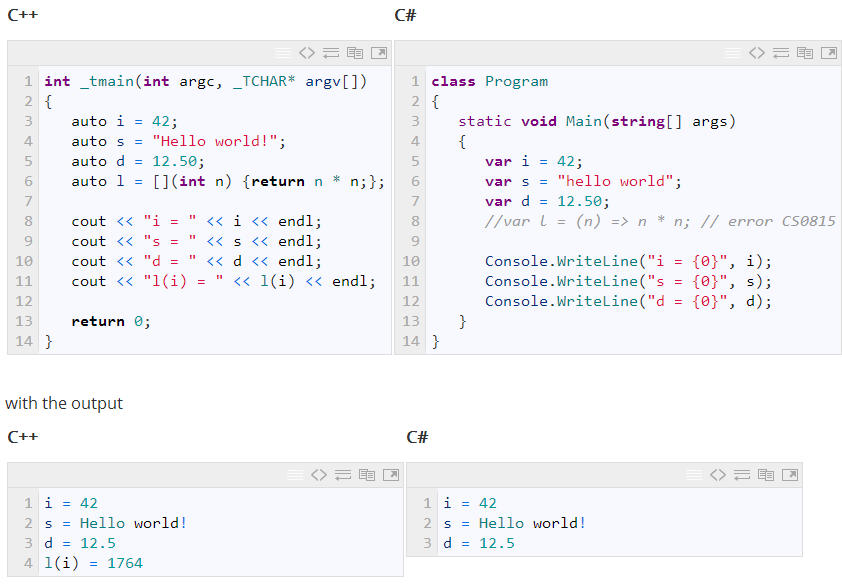 C++
1 int _tmain(int argc, _TCHAR* argv[])
2 {
3 auto i = 42;
4 auto s = "Hello world!";
5 auto d = 12.50;
6 auto l = [](int n) {return n * n;};
7
8 cout << "i = " << i << endl;
9 cout << "s = " << s << endl;
10 cout << "d = " << d << endl;
11 cout << "l(i) = " << l(i) << endl;
12
13 return 0;
14 }
C#
1 class Program
2 {
3 static void Main(string[] args)
4 {
5 var i = 42;
6 var s = "hello world";
7 var d = 12.50;
8 //var l = (n) => n * n; // error CS0815
9
10 Console.WriteLine("i = {0}", i);
11 Console.WriteLine("s = {0}", s);
12 Console.WriteLine("d = {0}", d);
13 }
14 }
with the output
C++
1 i = 42
2 s = Hello world!
3 d = 12.5
4 l(i) = 1764
C#
1 i = 42
2 s = Hello world!
3 d = 12.5